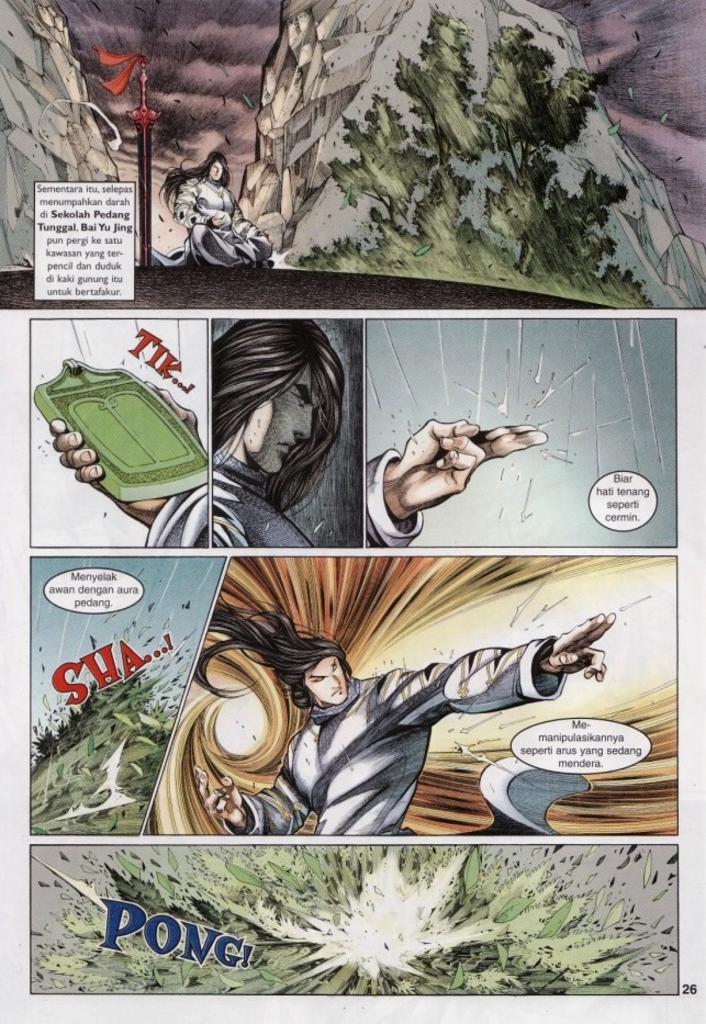 Sementara itu, selepas
menumpahkan darah
di Sekolah Pedang
Tunggal, Bai Yu Jing
pun pergi ke satu
kawasan yang ter-
pencil dan duduk
di kaki gunung itu
untuk bertafakur.
TIK...!
Biar
hati tenang
seperti
cermin.
Menyelak
awan dengan aura
pedang.
SHA...!
Me-
manipulasikannya
seperti arus yang sedang
mendera.
PONG!
26